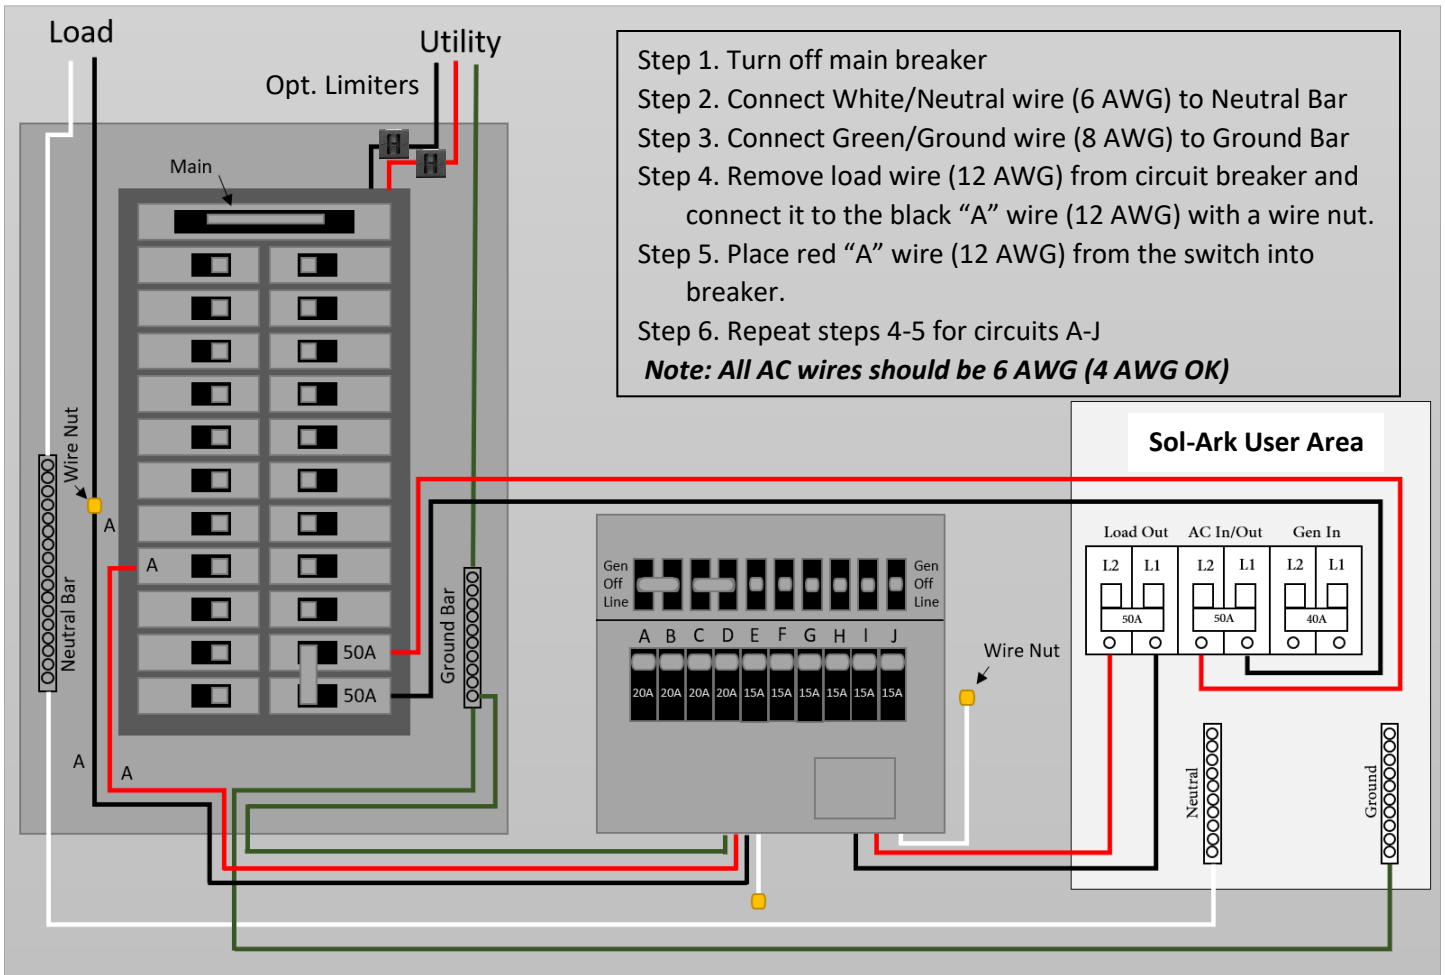 Load
Utility
Opt. Limiters
Step 1. Turn off main breaker
Step 2. Connect White/Neutral wire (6 AWG) to Neutral Bar
Step 3. Connect Green/Ground wire (8 AWG) to Ground Bar
Step 4. Remove load wire (12 AWG) from circuit breaker and
connect it to the black “A” wire (12 AWG) with a wire nut.
Step 5. Place red “A” wire (12 AWG) from the switch into
breaker.
Step 6. Repeat steps 4-5 for circuits A-J
Note: All AC wires should be 6 AWG (4 AWG OK)
Main
Wire Nut
A
A
Neutral Bar
Ground Bar
50A
50A
A
A
Gen
Off
Line
Gen
Off
Line
A B C D E F G H I J
20A 20A 20A 20A 15A 15A 15A 15A 15A 15A
Wire Nut
Sol-Ark User Area
Load Out AC In/Out Gen In
L2 L1 L2 L1 L2 L1
50A 50A 40A
Neutral
Ground